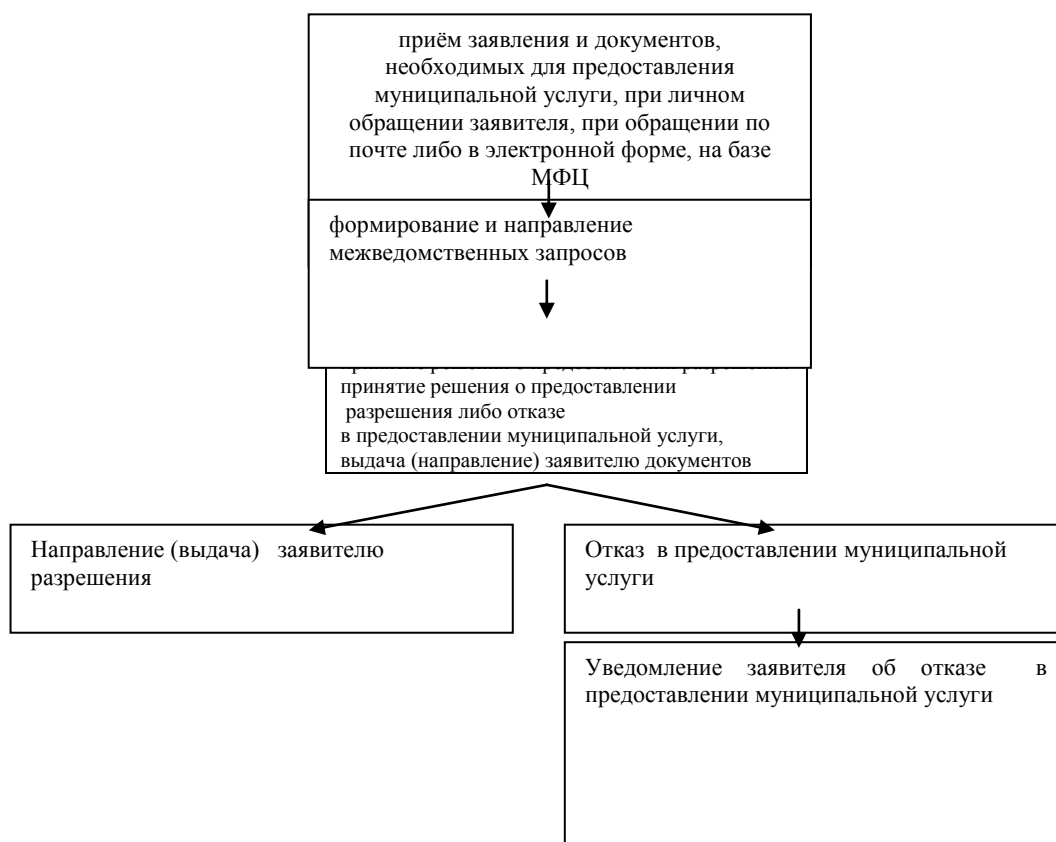 приём заявления и документов,
необходимых для предоставления
муниципальной услуги, при личном
обращении заявителя, при обращении по
почте либо в электронной форме, на базе
МФЦ
формирование и направление
межведомственных запросов
принятие решения о предоставлении
разрешения либо отказе
в предоставлении муниципальной услуги,
выдача (направление) заявителю документов
Направление (выдача) заявителю
разрешения
Отказ в предоставлении муниципальной
услуги
Уведомление заявителя об отказе в
предоставлении муниципальной услуги